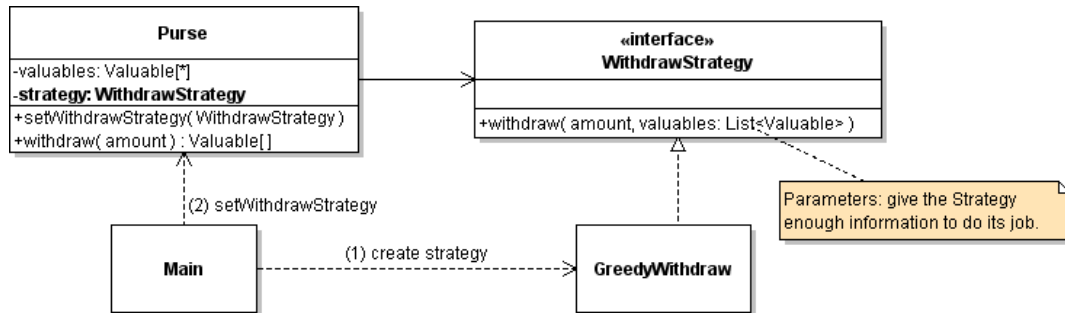 Purse
-valuables: Valuable[*]
-strategy: WithdrawStrategy
+setWithdrawStrategy( WithdrawStrategy )
+withdraw( amount ) : Valuable[ ]
«interface»
WithdrawStrategy
+withdraw( amount, valuables: List<Valuable> )
Parameters: give the Strategy
enough information to do its job.
(2) setWithdrawStrategy
Main
(1) create strategy
GreedyWithdraw